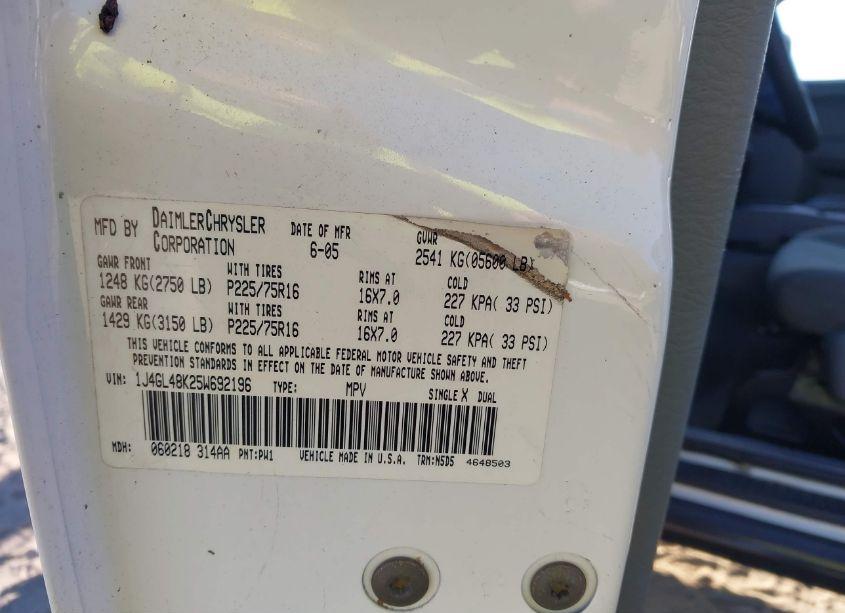 MFD BY DAIMLERCHRYSLER CORPORATION DATE OF MFR 6-05 GVWR 2541 KG(05600 LB)
GAWR FRONT WITH TIRES RIMS AT COLD
1248 KG(2750 LB) P225/75R16 16X7.0 227 KPA( 33 PSI)
GAWR REAR WITH TIRES RIMS AT COLD
1429 KG(3150 LB) P225/75R16 16X7.0 227 KPA( 33 PSI)
THIS VEHICLE CONFORMS TO ALL APPLICABLE FEDERAL MOTOR VEHICLE SAFETY AND THEFT
PREVENTION STANDARDS IN EFFECT ON THE DATE OF MANUFACTURE SHOWN ABOVE.
VIN: 1J4GL48K25W692196 TYPE: MPV SINGLE X DUAL
MDH: 060218 314AA PNT:PW1 VEHICLE MADE IN U.S.A. TRM:N5D5 4648503